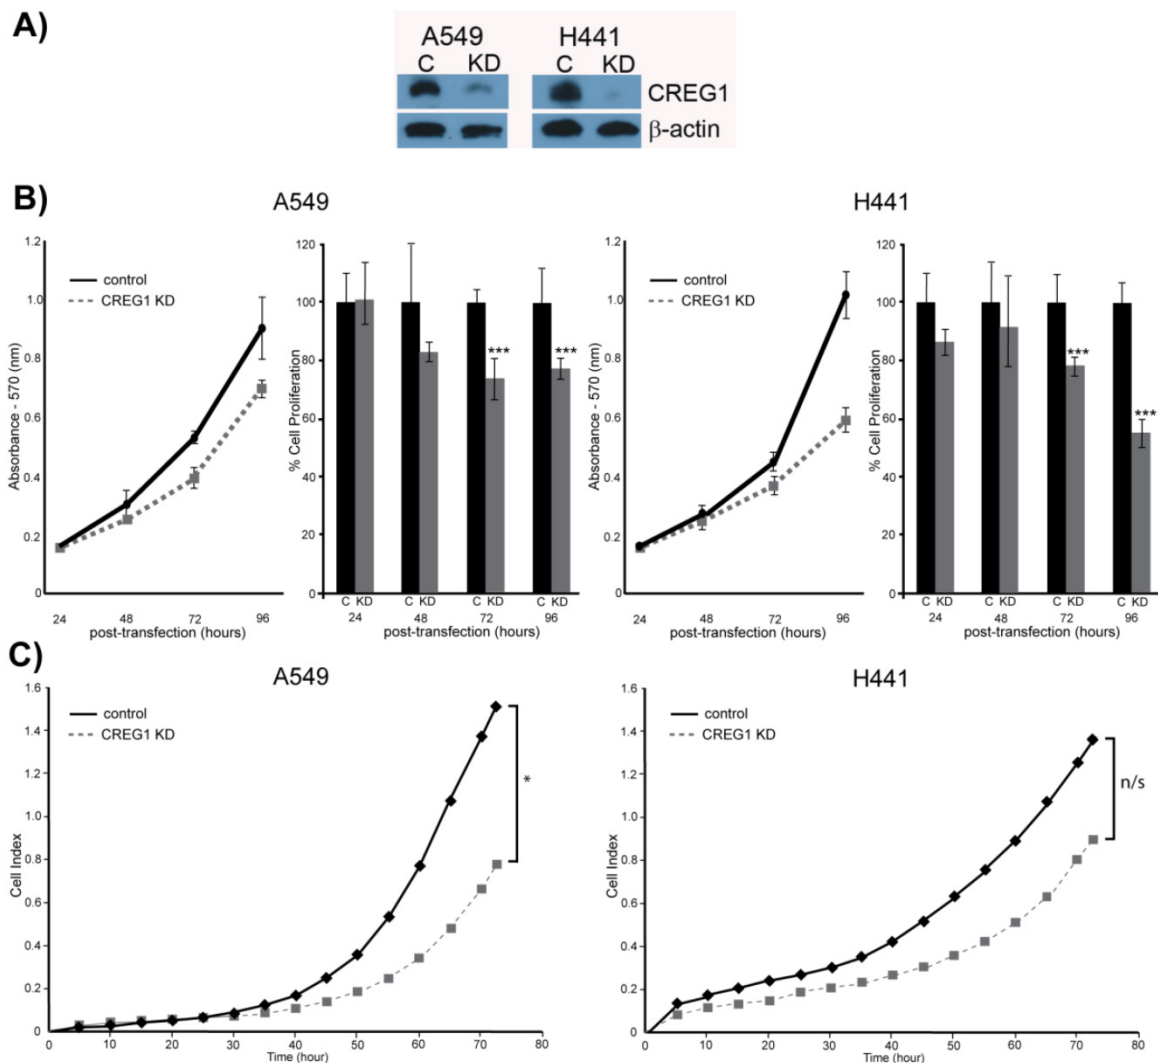 A)
A549 H441
C KD C KD
CREG1
β-actin
B)
A549 H441
1.2
1.0
0.8
0.6
0.4
0.2
0
Absorbance - 570 (nm)
control
CREG1 KD
24 48 72 96
post-transfection (hours)
120
100
80
60
40
20
0
% Cell Proliferation
*** ***
C KD C KD C KD C KD
24 48 72 96
post-transfection (hours)
1.2
1.0
0.8
0.6
0.4
0.2
0
Absorbance - 570 (nm)
control
CREG1 KD
24 48 72 96
post-transfection (hours)
120
100
80
60
40
20
0
% Cell Proliferation
***
***
C KD C KD C KD C KD
24 48 72 96
post-transfection (hours)
C)
A549
1.6
1.4
1.2
1.0
0.8
0.6
0.4
0.2
0
Cell Index
control
CREG1 KD
*
0 10 20 30 40 50 60 70 80
Time (hour)
H441
1.6
1.4
1.2
1.0
0.8
0.6
0.4
0.2
0
Cell Index
control
CREG1 KD
n/s
0 10 20 30 40 50 60 70 80
Time (hour)